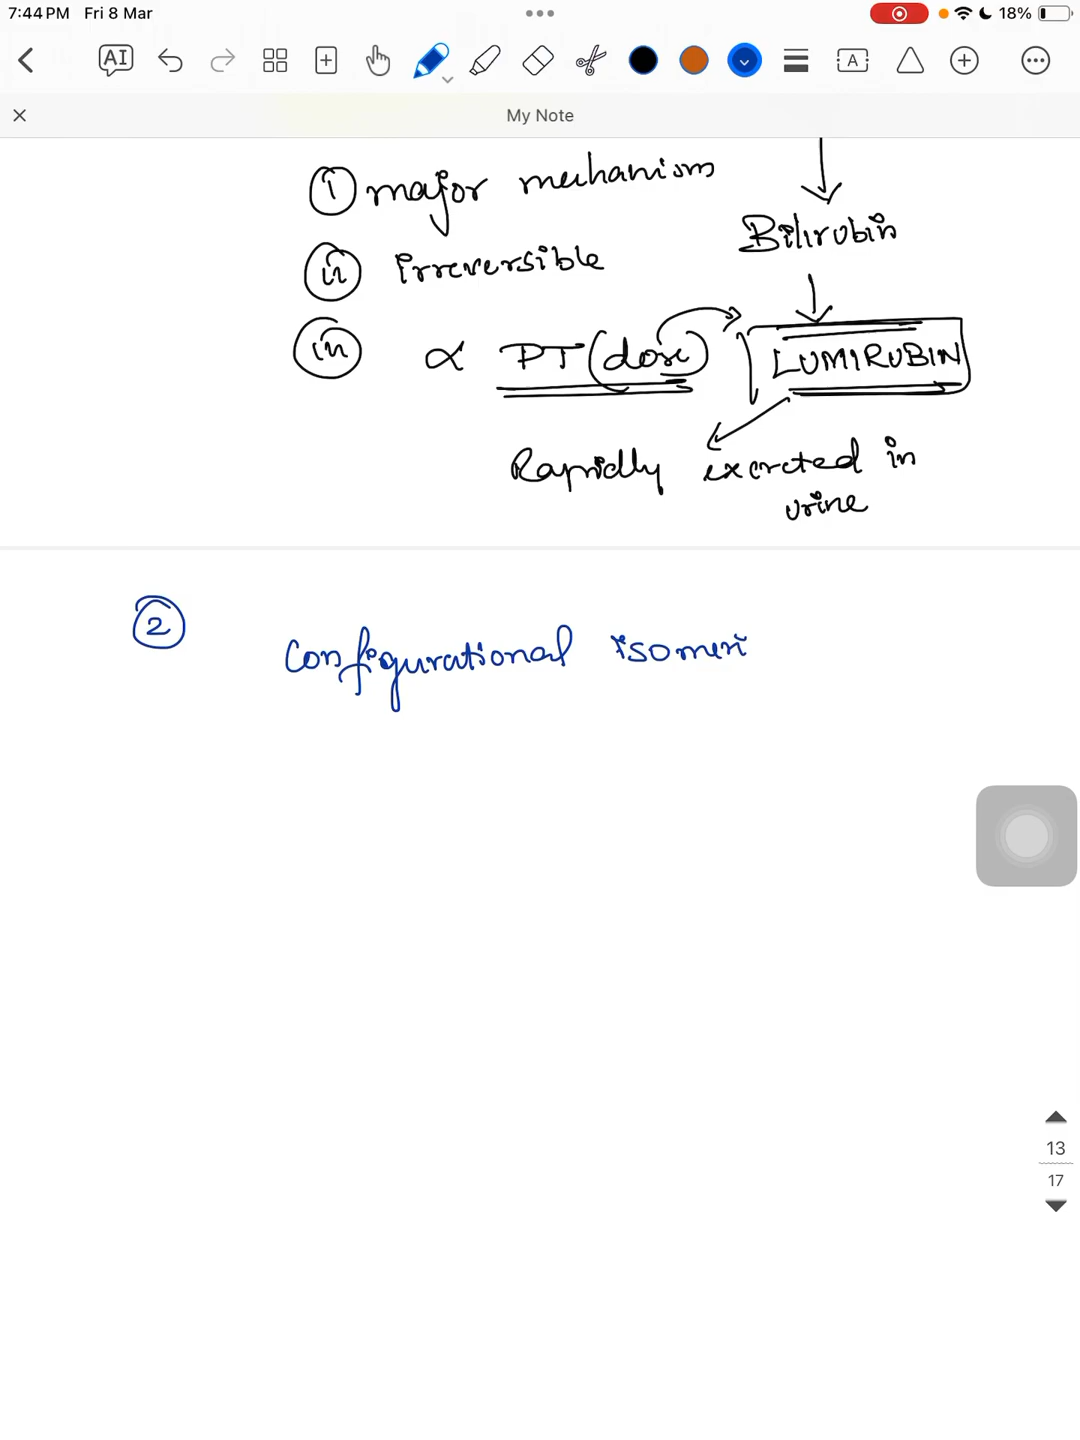 7:44 PM Fri 8 Mar
18%
AI
A
My Note
i major mechanism
Bilirubin
ii irreversible
iii ∝ PT (dose) LUMIRUBIN
Rapidly excreted in
urine
2
Configurational isomeri
13
17